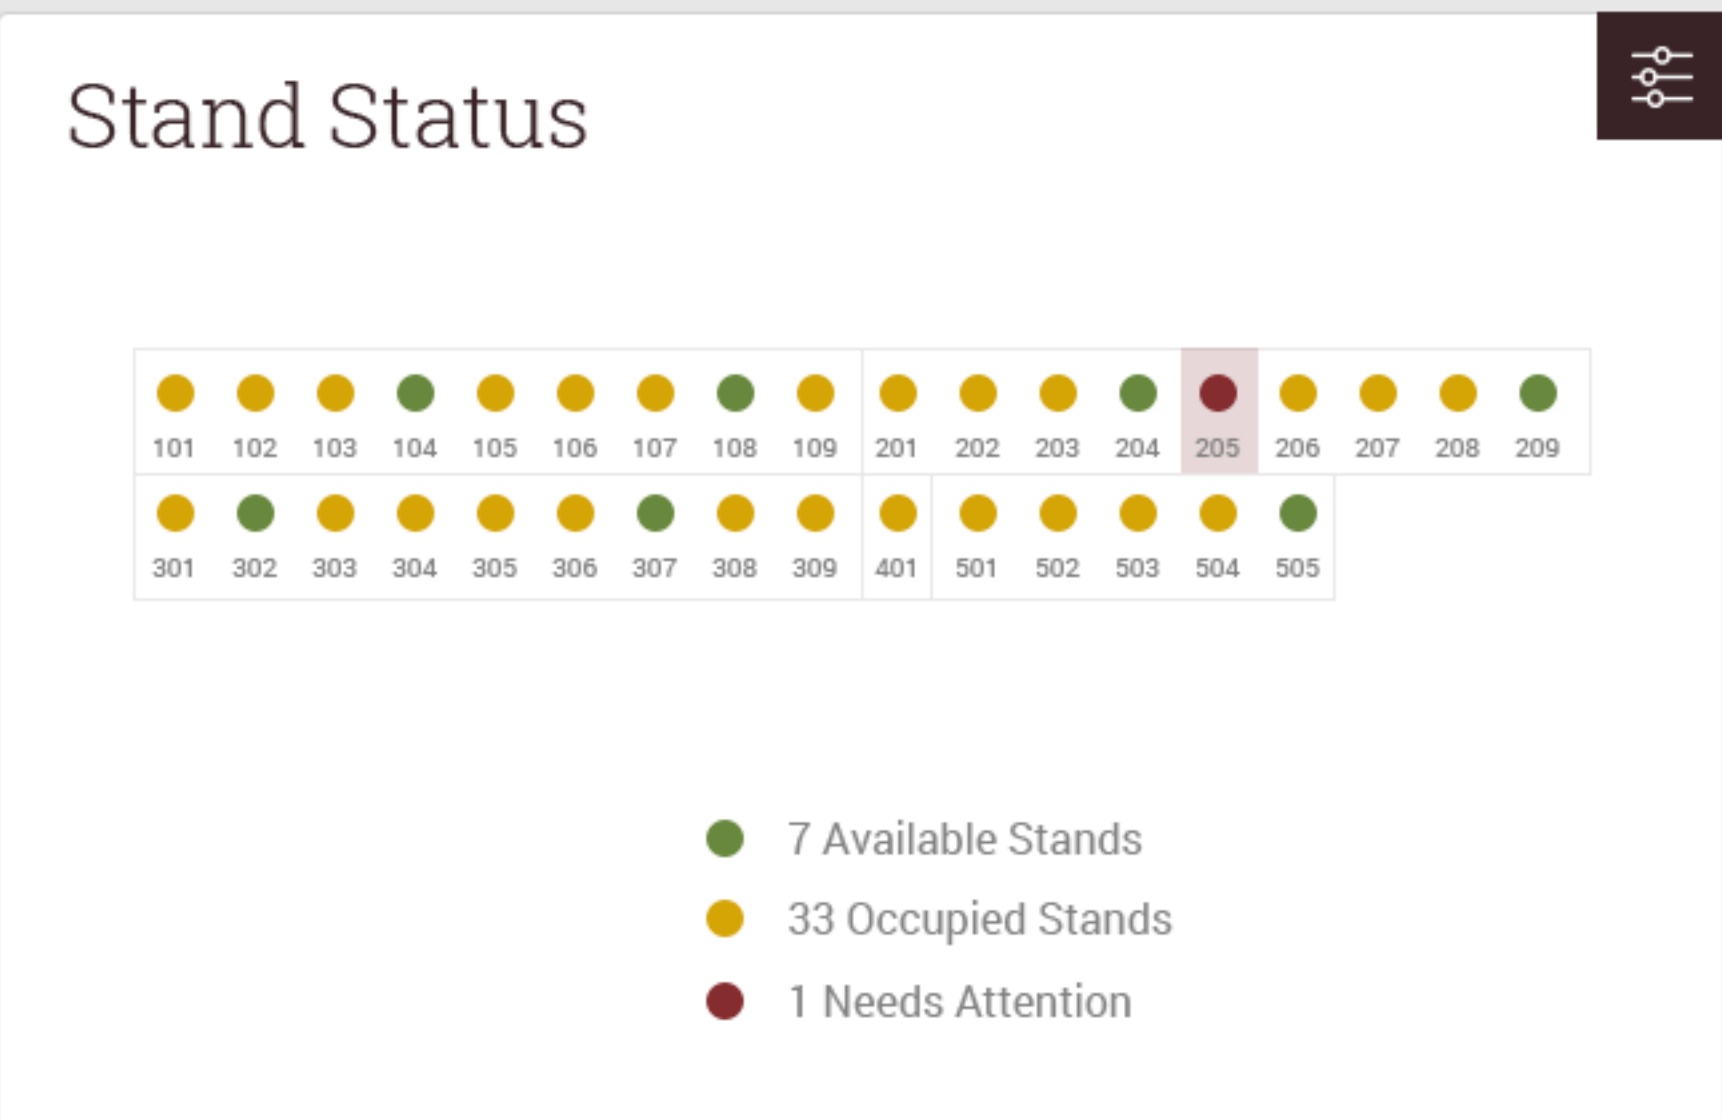 Stand Status
101 102 103 104 105 106 107 108 109 201 202 203 204 205 206 207 208 209
301 302 303 304 305 306 307 308 309 401 501 502 503 504 505
7 Available Stands
33 Occupied Stands
1 Needs Attention